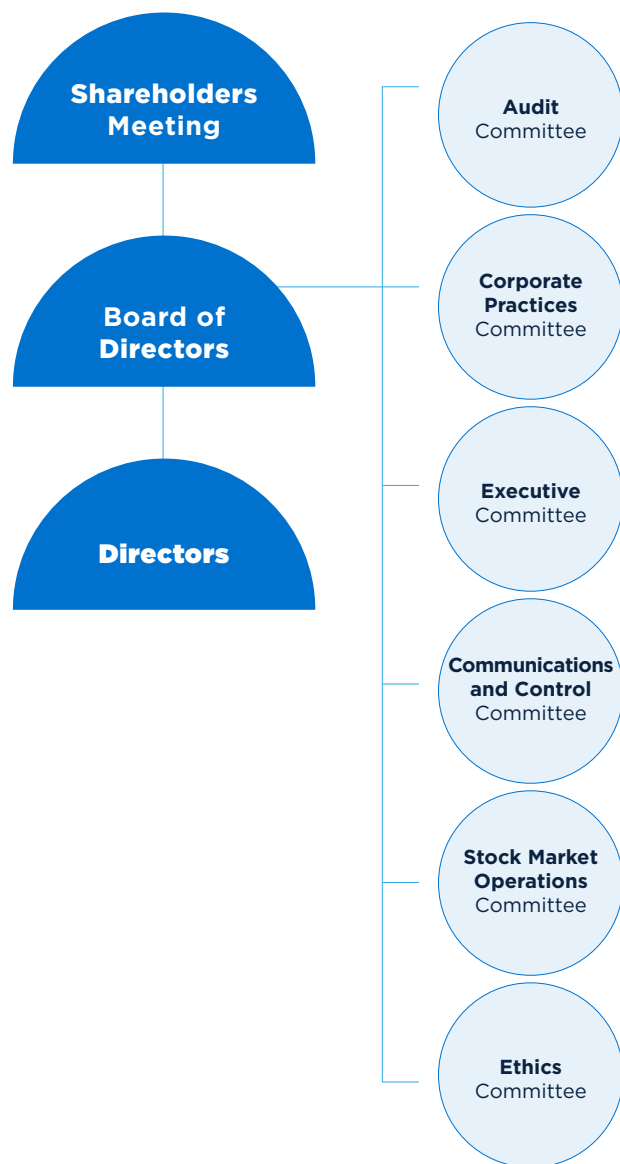 Shareholders
Meeting
Board of
Directors
Directors
Audit
Committee
Corporate
Practices
Committee
Executive
Committee
Communications
and Control
Committee
Stock Market
Operations
Committee
Ethics
Committee